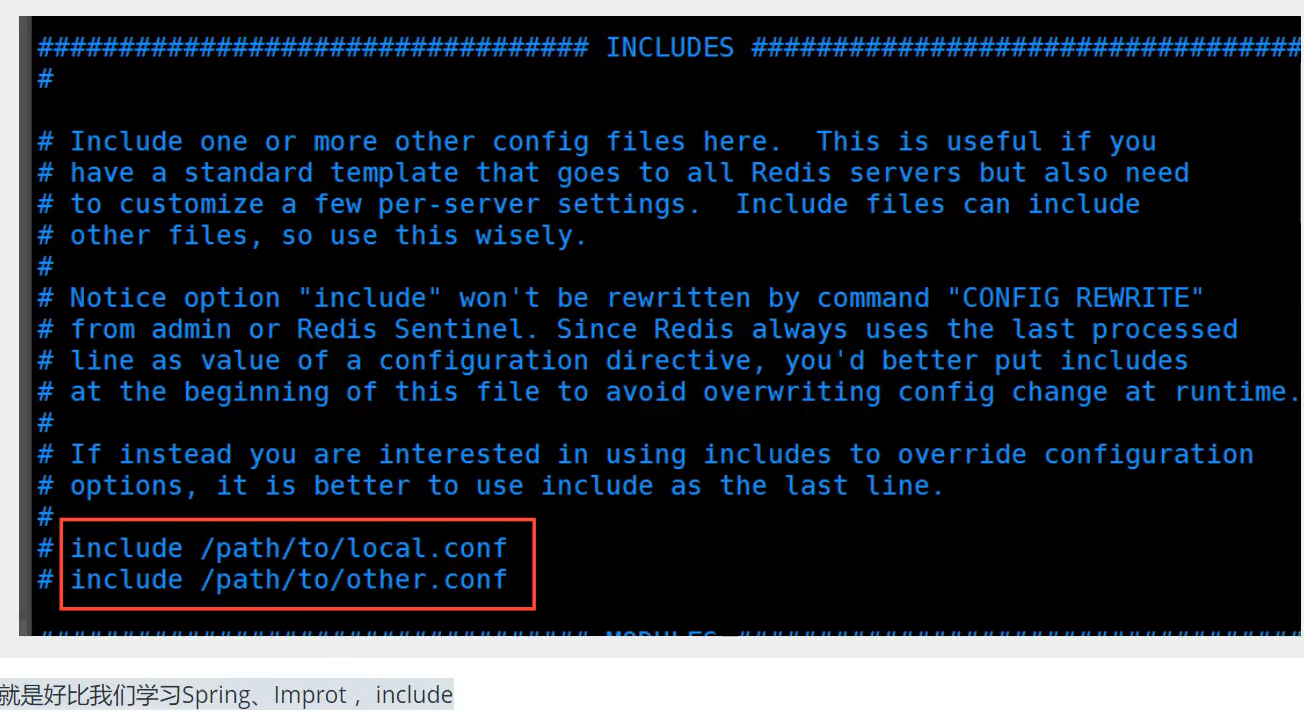 ################################## INCLUDES ##################################
#
# Include one or more other config files here.  This is useful if you
# have a standard template that goes to all Redis servers but also need
# to customize a few per-server settings.  Include files can include
# other files, so use this wisely.
#
# Notice option "include" won't be rewritten by command "CONFIG REWRITE"
# from admin or Redis Sentinel. Since Redis always uses the last processed
# line as value of a configuration directive, you'd better put includes
# at the beginning of this file to avoid overwriting config change at runtime.
#
# If instead you are interested in using includes to override configuration
# options, it is better to use include as the last line.
#
# include /path/to/local.conf
# include /path/to/other.conf
################################## MODULES ##################################
就是好比我们学习Spring、Improt ，include